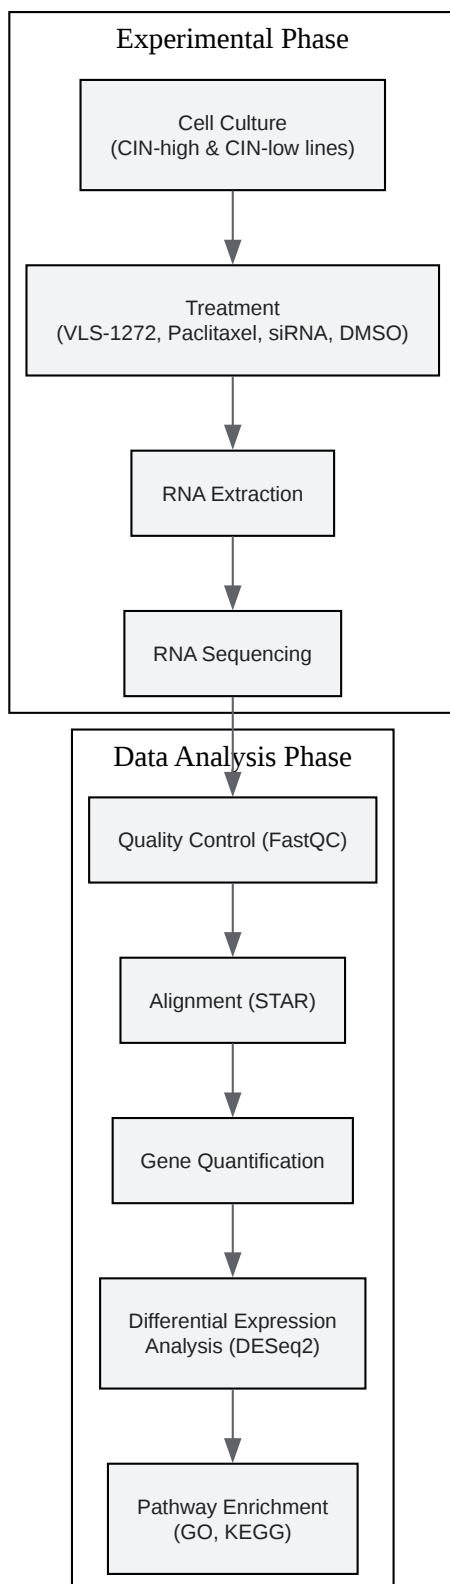 Experimental Phase
Cell Culture
(CIN-high & CIN-low lines)
Treatment
(VLS-1272, Paclitaxel, siRNA, DMSO)
RNA Extraction
RNA Sequencing
Data Analysis Phase
Quality Control (FastQC)
Alignment (STAR)
Gene Quantification
Differential Expression
Analysis (DESeq2)
Pathway Enrichment
(GO, KEGG)